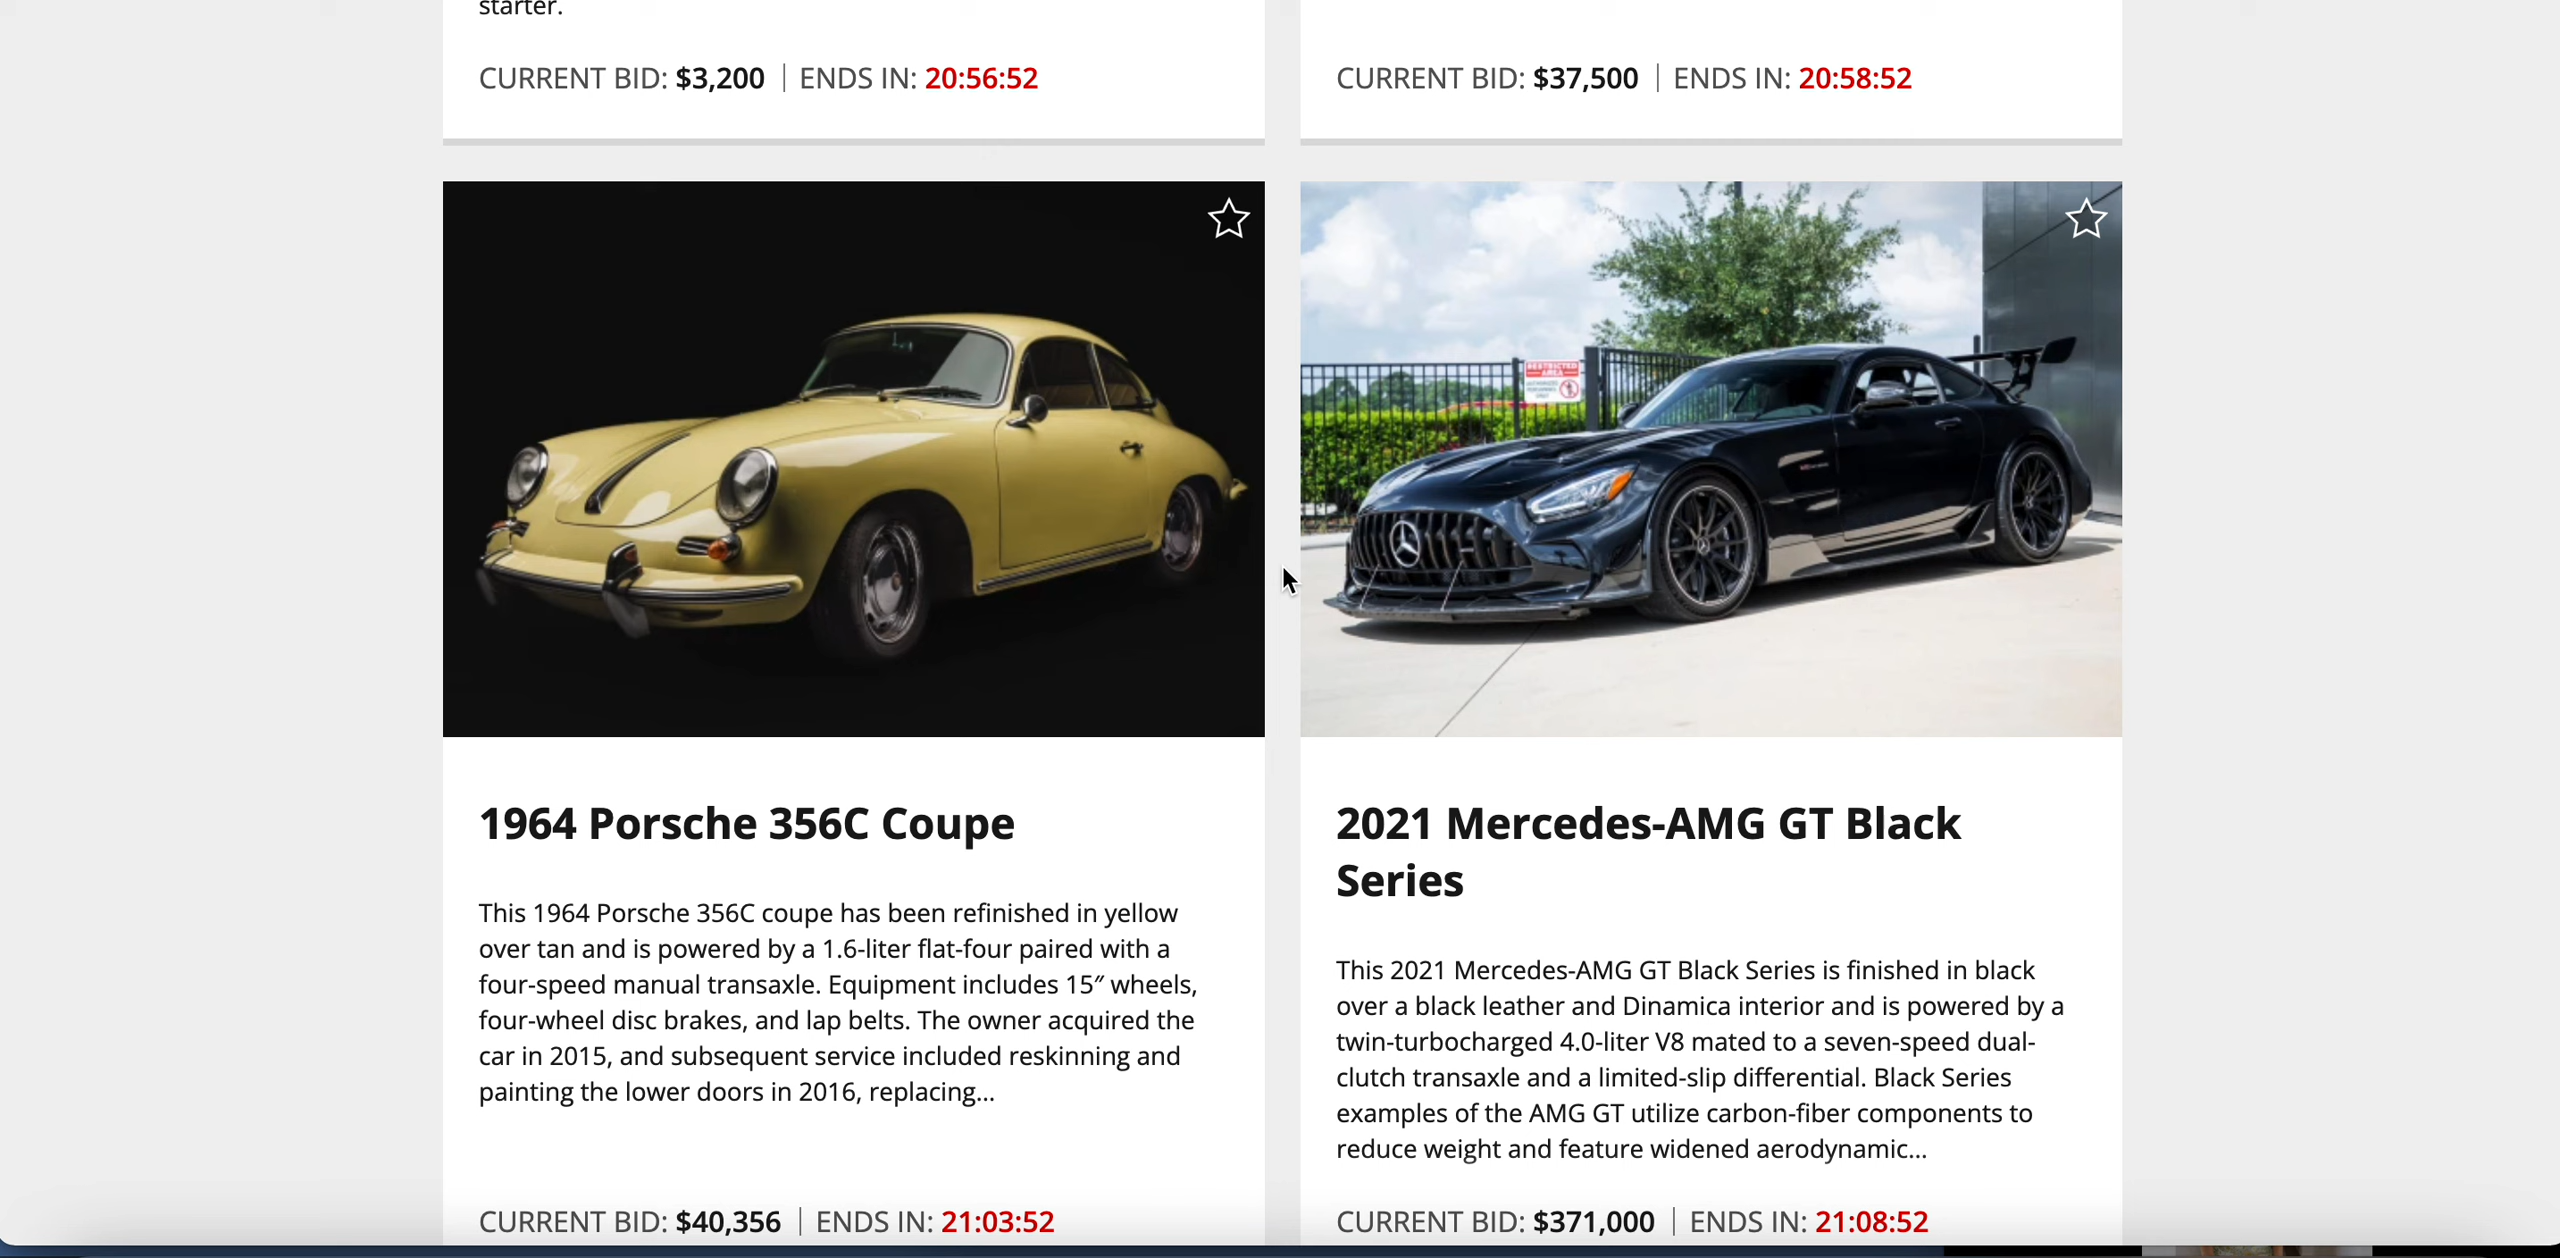 starter.
CURRENT BID: $3,200 | ENDS IN: 20:56:52
CURRENT BID: $37,500 | ENDS IN: 20:58:52
RESTRICTED
AREA
1964 Porsche 356C Coupe
This 1964 Porsche 356C coupe has been refinished in yellow
over tan and is powered by a 1.6-liter flat-four paired with a
four-speed manual transaxle. Equipment includes 15″ wheels,
four-wheel disc brakes, and lap belts. The owner acquired the
car in 2015, and subsequent service included reskinning and
painting the lower doors in 2016, replacing...
CURRENT BID: $40,356 | ENDS IN: 21:03:52
2021 Mercedes-AMG GT Black
Series
This 2021 Mercedes-AMG GT Black Series is finished in black
over a black leather and Dinamica interior and is powered by a
twin-turbocharged 4.0-liter V8 mated to a seven-speed dual-
clutch transaxle and a limited-slip differential. Black Series
examples of the AMG GT utilize carbon-fiber components to
reduce weight and feature widened aerodynamic...
CURRENT BID: $371,000 | ENDS IN: 21:08:52